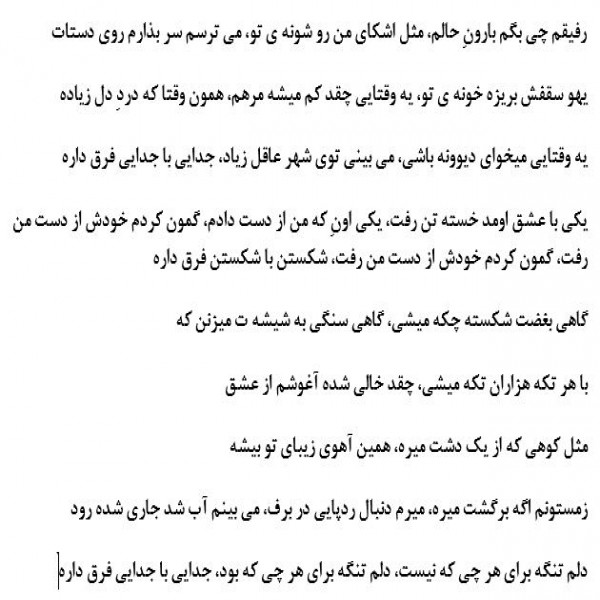 رفیقم چی بگم بارونِ حالم، مثل اشکای من رو شونه ی تو، می ترسم سر بذارم روی دستات
یهو سقفش بریزه خونه ی تو، یه وقتایی چقد کم میشه مرهم، همون وقتا که دردِ دل زیاده
یه وقتایی میخوای دیوونه باشی، می بینی توی شهر عاقل زیاد، جدایی با جدایی فرق داره
یکی با عشق اومد خسته تن رفت، یکی اونِ که من از دست دادم، گمون کردم خودش از دست من
رفت، گمون کردم خودش از دست من رفت، شکستن با شکستن فرق داره
گاهی بغضت شکسته چکه میشی، گاهی سنگی به شیشه ت میزنن که
با هر تکه هزاران تکه میشی، چقد خالی شده آغوشم از عشق
مثل کوهی که از یک دشت میره، همین آهوی زیبای تو بیشه
زمستونم اگه برگشت میره، میرم دنبال ردپایی در برف، می بینم آب شد جاری شده رود
دلم تنگه برای هر چی که نیست، دلم تنگه برای هر چی که بود، جدایی با جدایی فرق داره